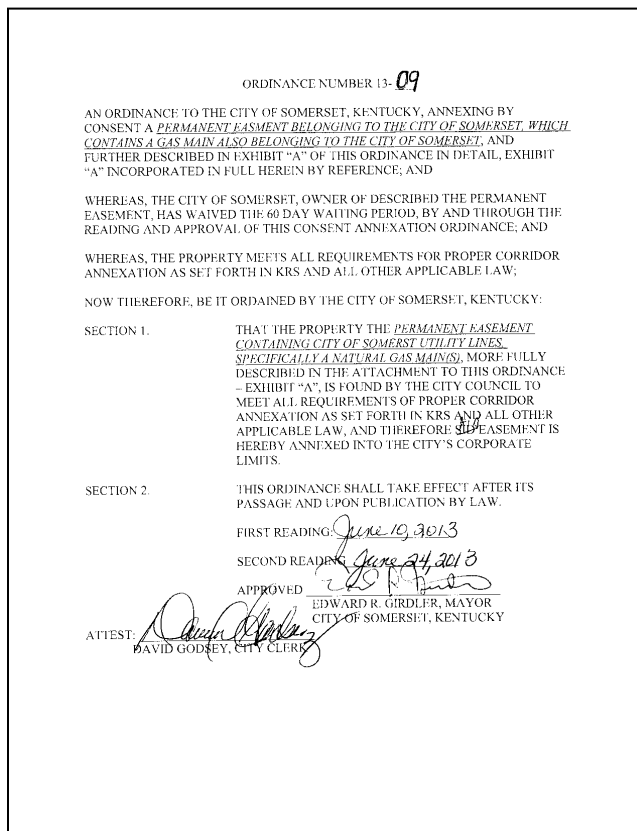 ORDINANCE NUMBER 13-09
AN ORDINANCE TO THE CITY OF SOMERSET, KENTUCKY, ANNEXING BY
CONSENT A PERMANENT EASMENT BELONGING TO THE CITY OF SOMERSET, WHICH
CONTAINS A GAS MAIN ALSO BELONGING TO THE CITY OF SOMERSET, AND
FURTHER DESCRIBED IN EXHIBIT “A” OF THIS ORDINANCE IN DETAIL, EXHIBIT
“A” INCORPORATED IN FULL HEREIN BY REFERENCE; AND
WHEREAS, THE CITY OF SOMERSET, OWNER OF DESCRIBED THE PERMANENT
EASEMENT, HAS WAIVED THE 60 DAY WAITING PERIOD, BY AND THROUGH THE
READING AND APPROVAL OF THIS CONSENT ANNEXATION ORDINANCE; AND
WHEREAS, THE PROPERTY MEETS ALL REQUIREMENTS FOR PROPER CORRIDOR
ANNEXATION AS SET FORTH IN KRS AND ALL OTHER APPLICABLE LAW;
NOW THEREFORE, BE IT ORDAINED BY THE CITY OF SOMERSET, KENTUCKY:
SECTION 1. THAT THE PROPERTY THE PERMANENT EASEMENT
CONTAINING CITY OF SOMERST UTILITY LINES,
SPECIFICALLY A NATURAL GAS MAIN(S), MORE FULLY
DESCRIBED IN THE ATTACHMENT TO THIS ORDINANCE
– EXHIBIT “A”, IS FOUND BY THE CITY COUNCIL TO
MEET ALL REQUIREMENTS OF PROPER CORRIDOR
ANNEXATION AS SET FORTH IN KRS AND ALL OTHER
APPLICABLE LAW, AND THEREFORE EASEMENT IS
HEREBY ANNEXED INTO THE CITY’S CORPORATE
LIMITS.
SECTION 2. THIS ORDINANCE SHALL TAKE EFFECT AFTER ITS
PASSAGE AND UPON PUBLICATION BY LAW.
FIRST READING: June 10, 2013
SECOND READING June 24, 2013
APPROVED
EDWARD R. GIRDLER, MAYOR
CITY OF SOMERSET, KENTUCKY
ATTEST:
DAVID GODSEY, CITY CLERK